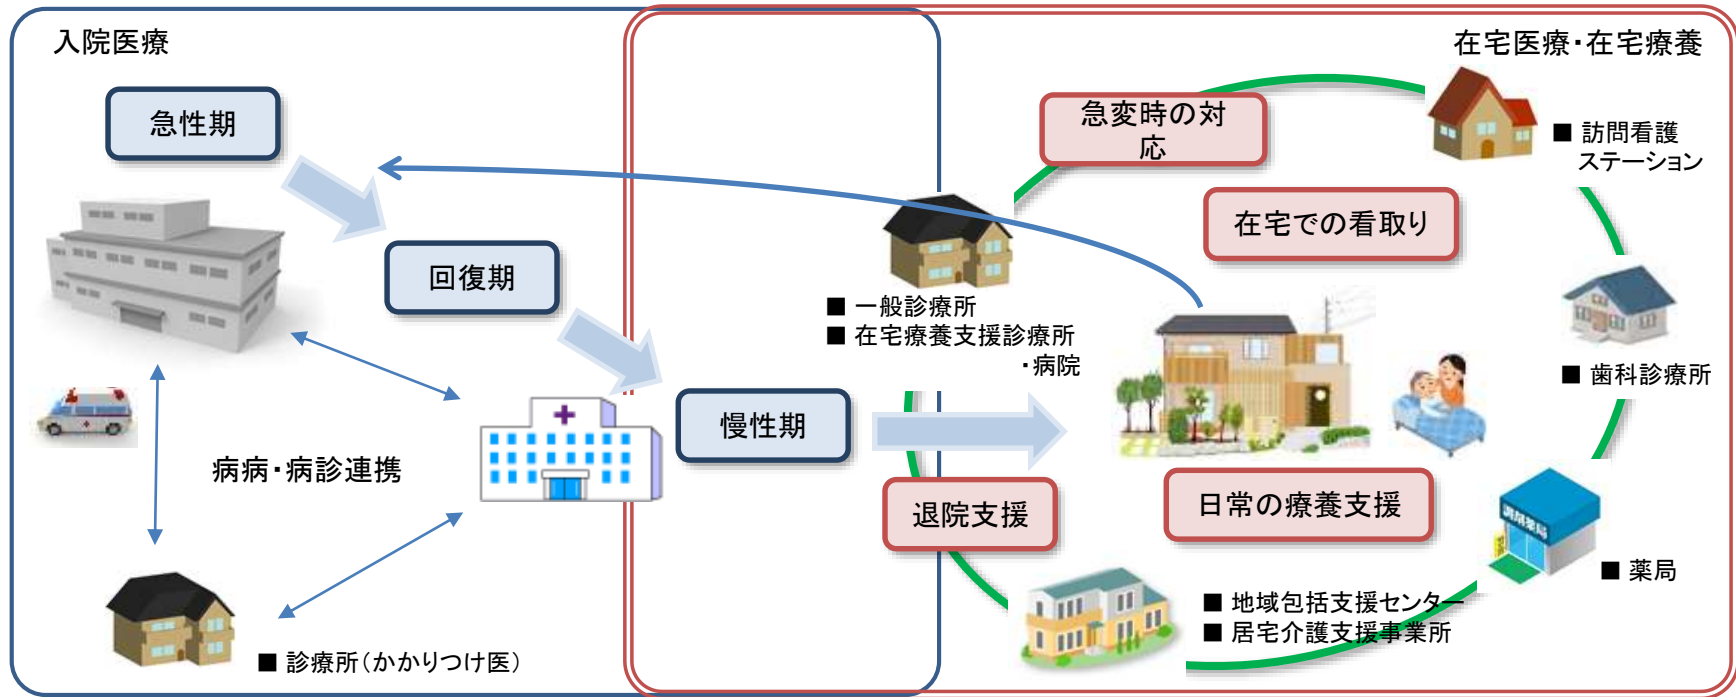 入院医療
在宅医療・在宅療養
急性期
急変時の対
応
■ 訪問看護
ステーション
在宅での看取り
回復期
■ 一般診療所
■ 在宅療養支援診療所
・病院
■ 歯科診療所
慢性期
病病・病診連携
退院支援
日常の療養支援
調剤薬局
■ 薬局
■ 地域包括支援センター
■ 居宅介護支援事業所
■ 診療所(かかりつけ医)